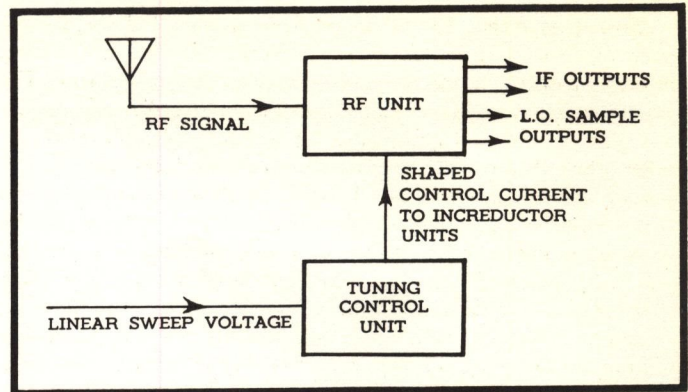 RF UNIT
IF OUTPUTS
RF SIGNAL
L.O. SAMPLE
OUTPUTS
SHAPED
CONTROL CURRENT
TO INCREDUCTOR
UNITS
TUNING
CONTROL
UNIT
LINEAR SWEEP VOLTAGE